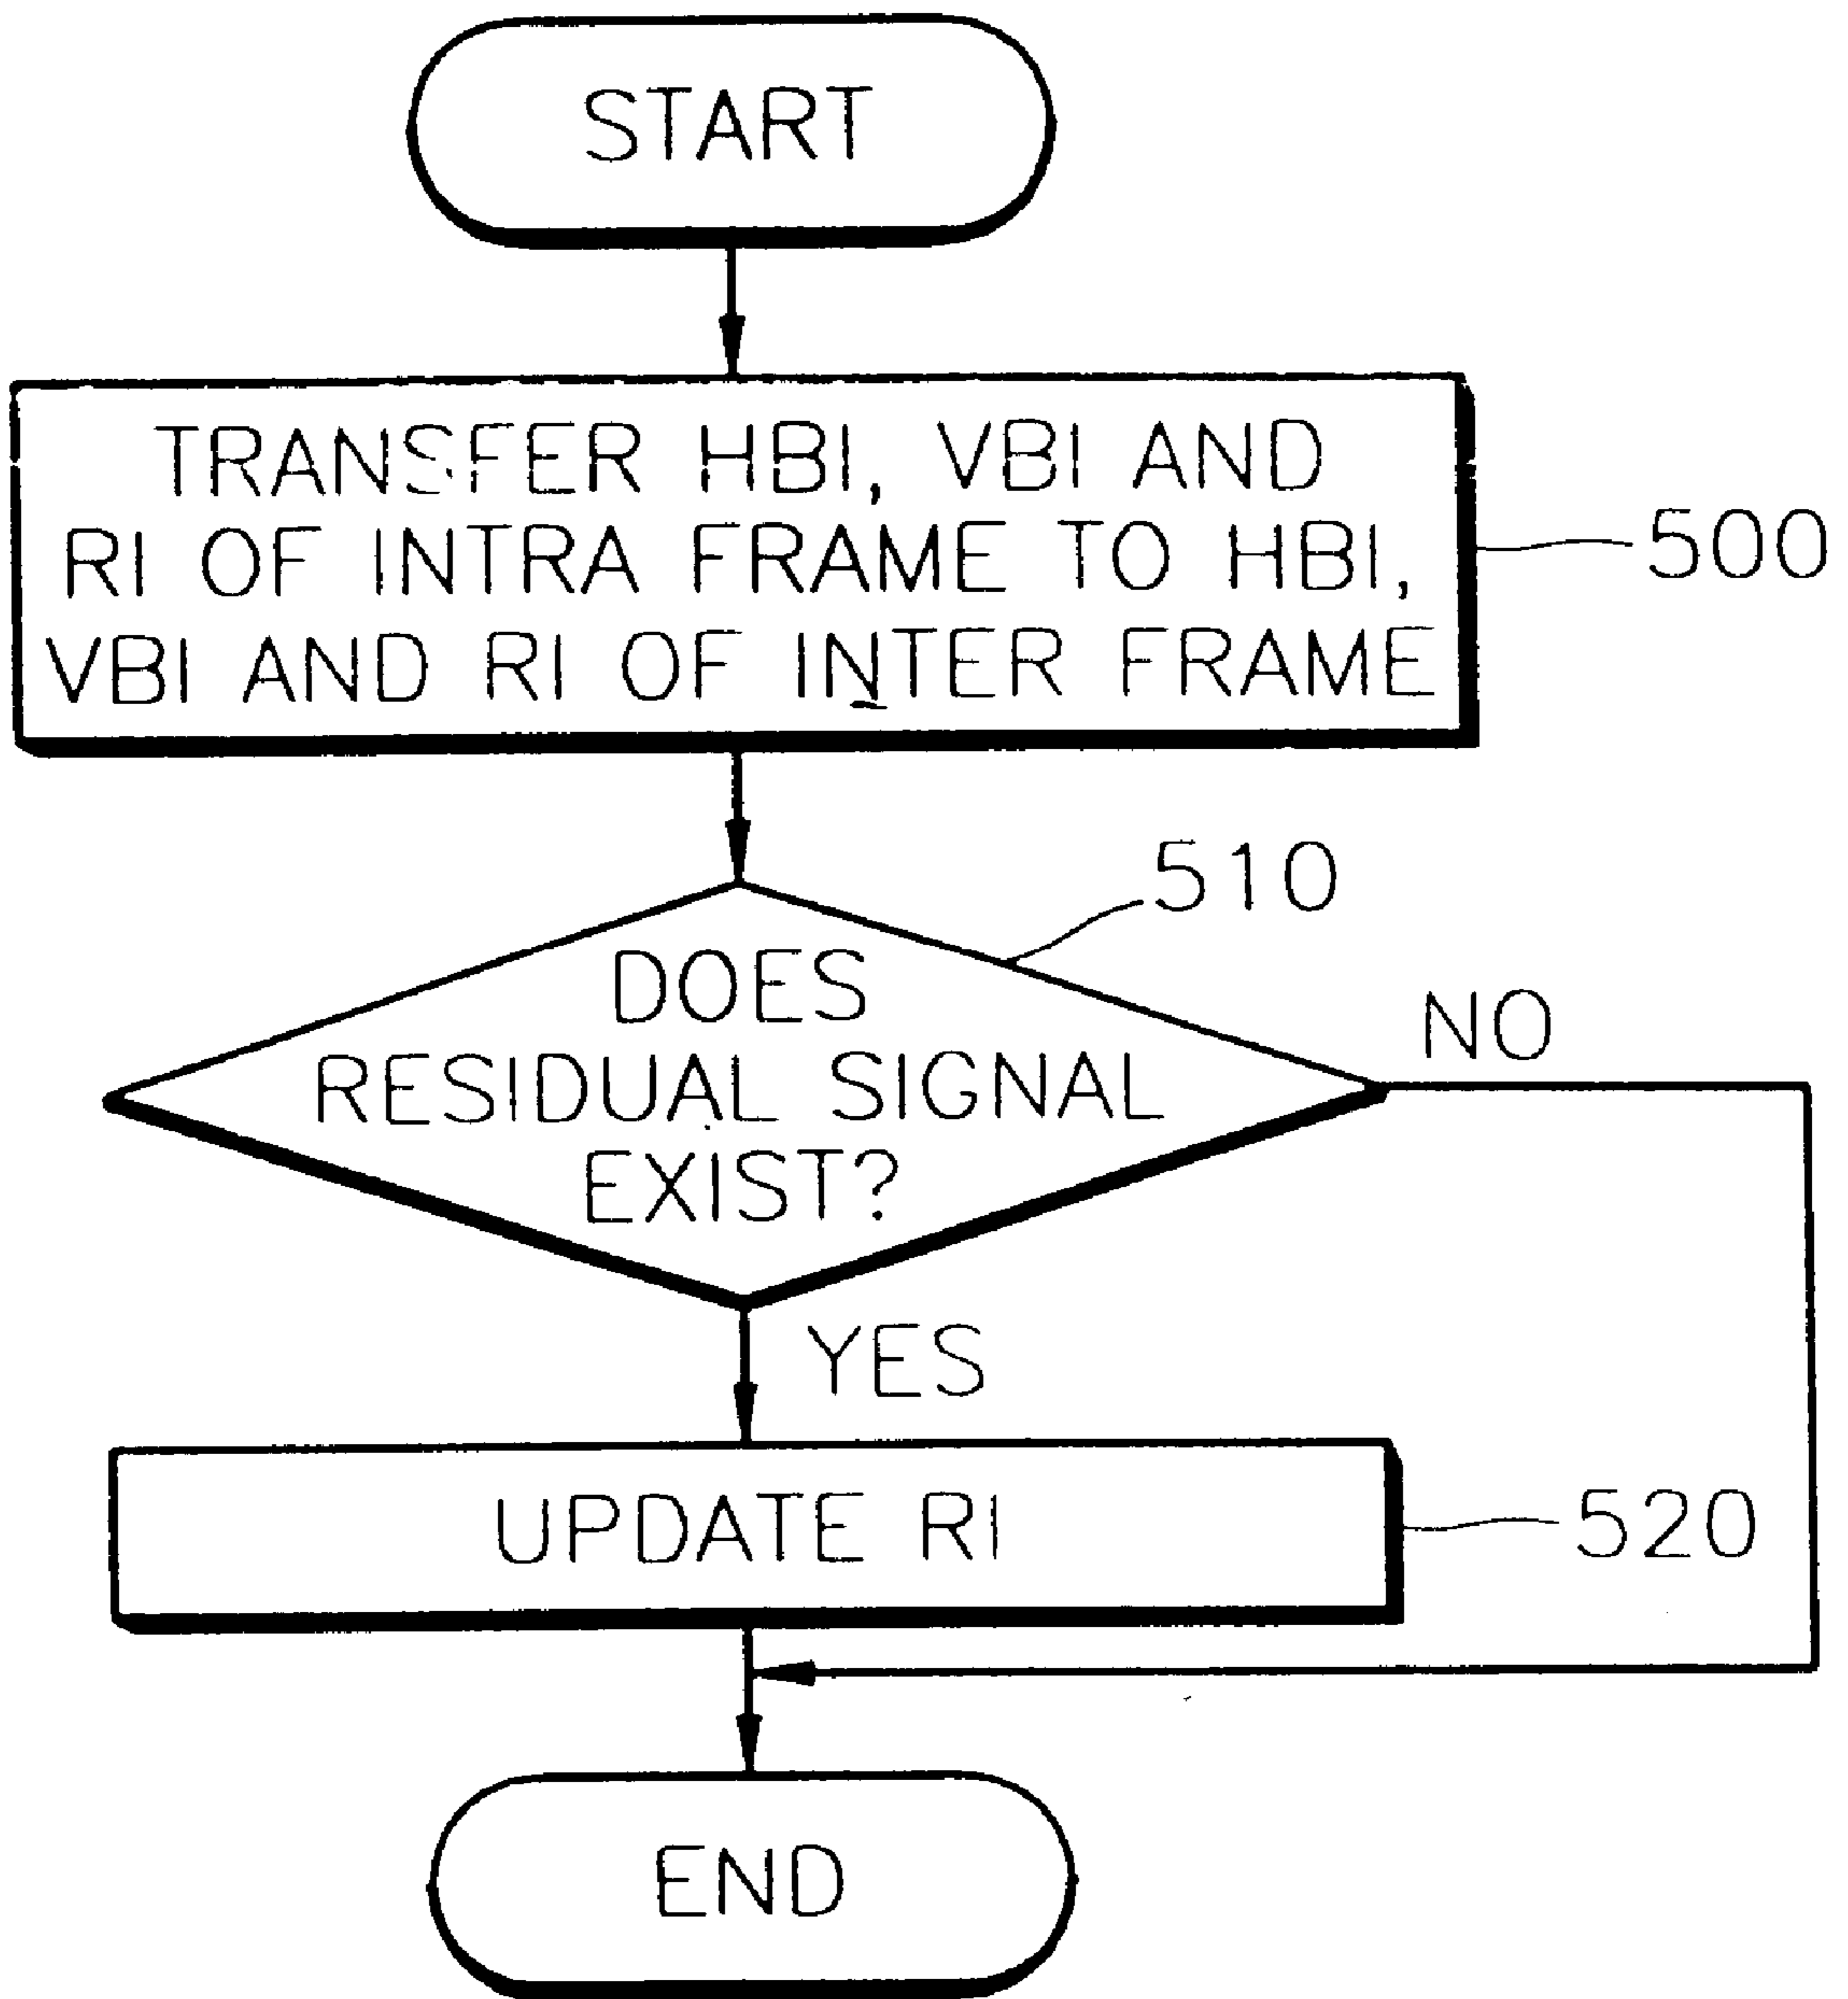 START
TRANSFER HBI, VBI AND
RI OF INTRA FRAME TO HBI,
VBI AND RI OF INTER FRAME
500
510
DOES
RESIDUAL SIGNAL
EXIST?
NO
YES
UPDATE RI
520
END